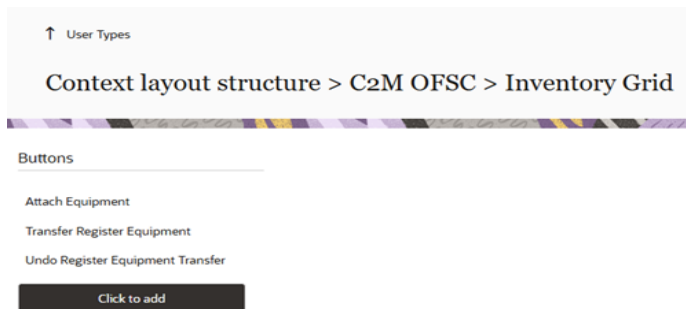 ↑ User Types
Context layout structure > C2M OFSC > Inventory Grid
Buttons
Attach Equipment
Transfer Register Equipment
Undo Register Equipment Transfer
Click to add